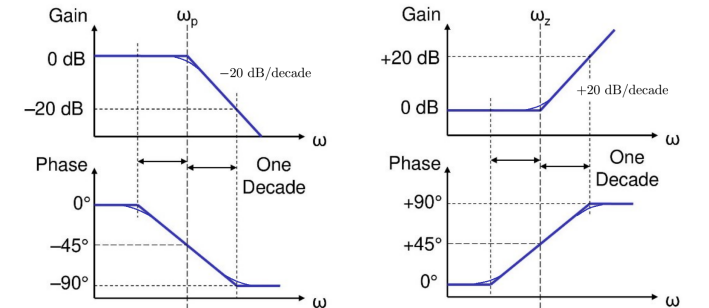 Gain
ωp
0 dB
−20 dB/decade
−20 dB
ω
Phase
One
Decade
0°
−45°
−90°
ω
Gain
ωz
+20 dB
+20 dB/decade
0 dB
ω
Phase
One
Decade
+90°
+45°
0°
ω